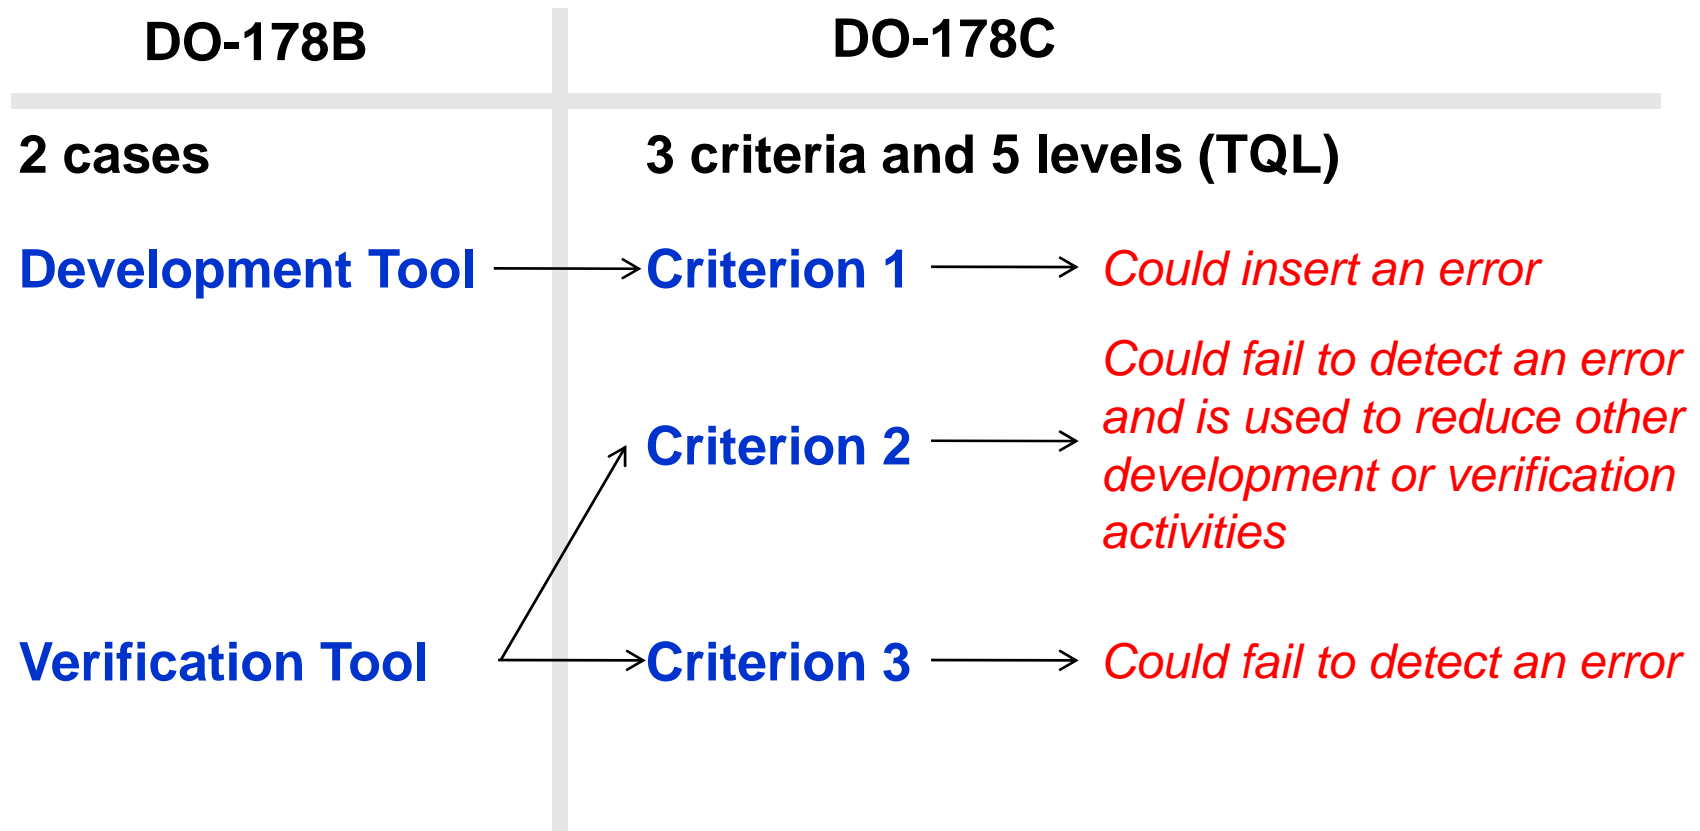 DO-178B
DO-178C
2 cases
3 criteria and 5 levels (TQL)
Development Tool
Criterion 1
Could insert an error
Criterion 2
Could fail to detect an error
and is used to reduce other
development or verification
activities
Verification Tool
Criterion 3
Could fail to detect an error